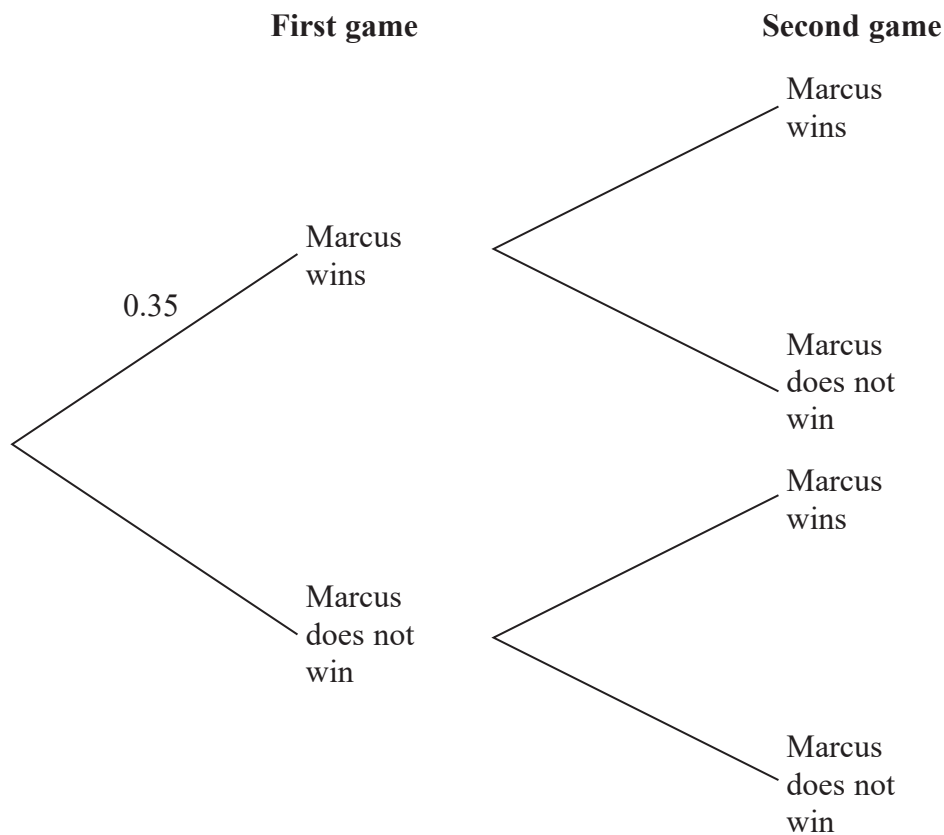 First game
Second game
Marcus
wins
Marcus
wins
0.35
Marcus
does not
win
Marcus
wins
Marcus
does not
win
Marcus
does not
win